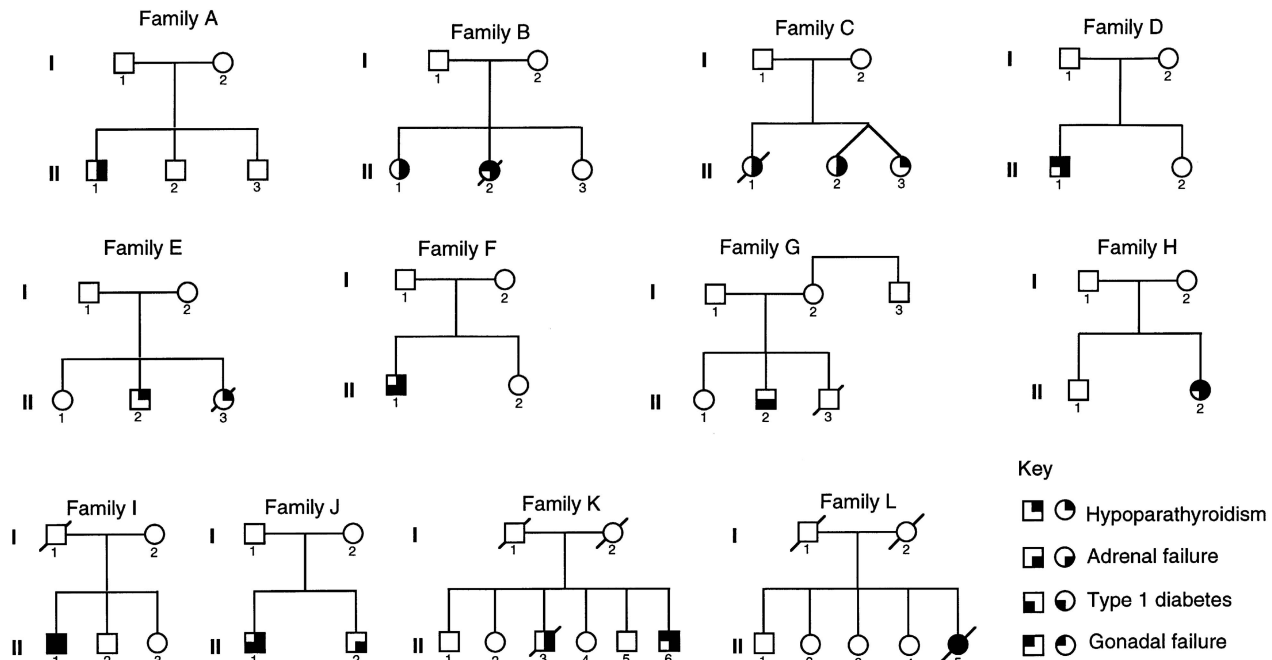 Family A
Family B
Family C
Family D
I
1 2
I
1 2
I
1 2
I
1 2
II
1 2 3
II
1 2 3
II
1 2 3
II
1 2
Family E
Family F
Family G
Family H
I
1 2
I
1 2
I
1 2 3
I
1 2
II
1 2 3
II
1 2
II
1 2 3
II
1 2
Key
Hypoparathyroidism
Adrenal failure
Type 1 diabetes
Gonadal failure
Family I
Family J
Family K
Family L
I
1 2
I
1 2
I
1 2
I
1 2
II
1 2 3
II
1 2
II
1 2 3 4 5 6
II
1 5